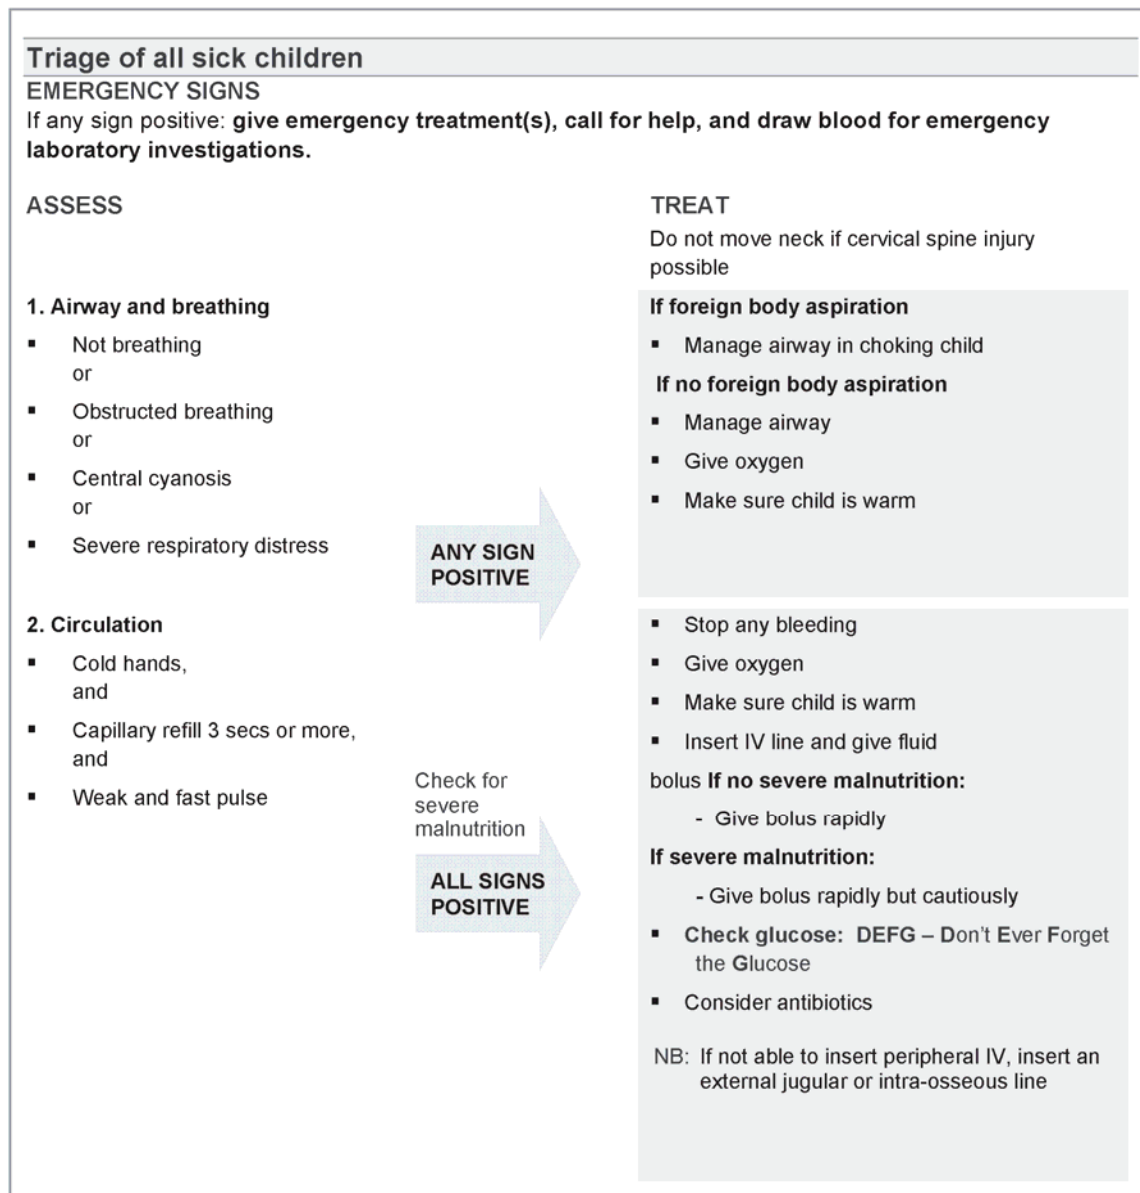 Triage of all sick children
EMERGENCY SIGNS
If any sign positive: give emergency treatment(s), call for help, and draw blood for emergency
laboratory investigations.
ASSESS
TREAT
Do not move neck if cervical spine injury
possible
1. Airway and breathing
▪ Not breathing
or
▪ Obstructed breathing
or
▪ Central cyanosis
or
▪ Severe respiratory distress
ANY SIGN
POSITIVE
If foreign body aspiration
▪ Manage airway in choking child
If no foreign body aspiration
▪ Manage airway
▪ Give oxygen
▪ Make sure child is warm
2. Circulation
▪ Cold hands,
and
▪ Capillary refill 3 secs or more,
and
▪ Weak and fast pulse
Check for
severe
malnutrition
ALL SIGNS
POSITIVE
▪ Stop any bleeding
▪ Give oxygen
▪ Make sure child is warm
▪ Insert IV line and give fluid
bolus If no severe malnutrition:
- Give bolus rapidly
If severe malnutrition:
- Give bolus rapidly but cautiously
▪ Check glucose: DEFG – Don't Ever Forget
the Glucose
▪ Consider antibiotics
NB: If not able to insert peripheral IV, insert an
external jugular or intra-osseous line